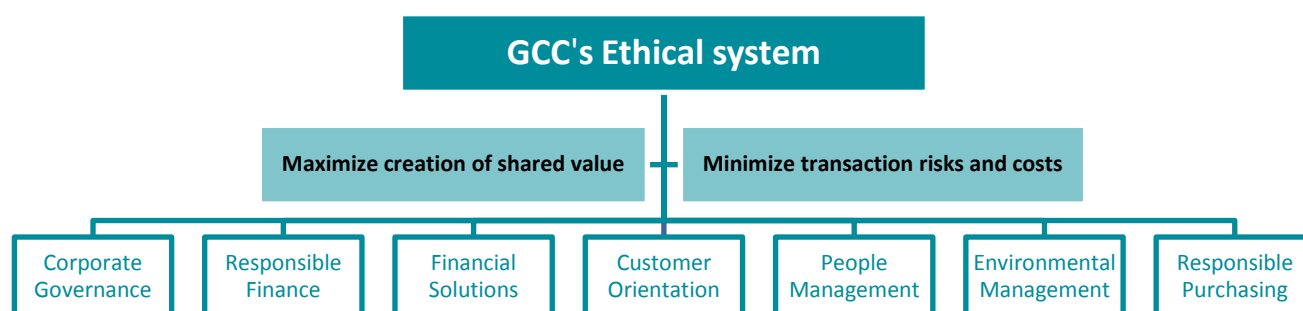 GCC's Ethical system
Maximize creation of shared value
Minimize transaction risks and costs
Corporate
Governance
Responsible
Finance
Financial
Solutions
Customer
Orientation
People
Management
Environmental
Management
Responsible
Purchasing